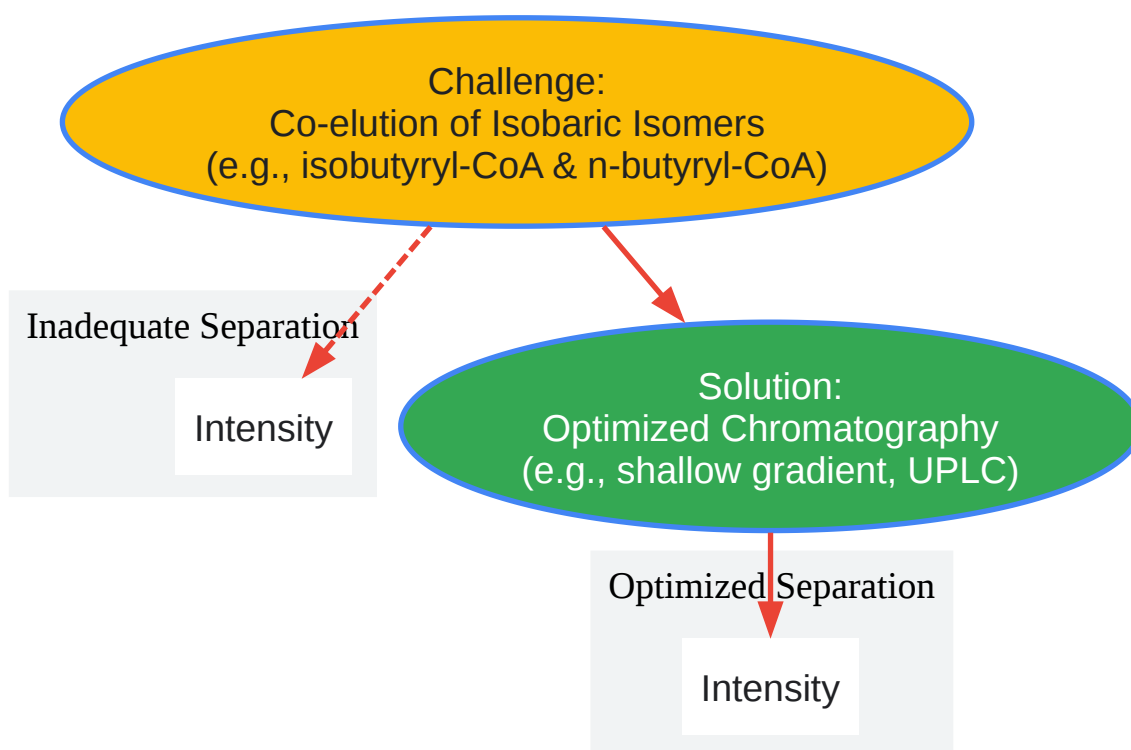 Challenge:
Co-elution of Isobaric Isomers
(e.g., isobutyryl-CoA & n-butyryl-CoA)
Inadequate Separation
Intensity
Solution:
Optimized Chromatography
(e.g., shallow gradient, UPLC)
Optimized Separation
Intensity